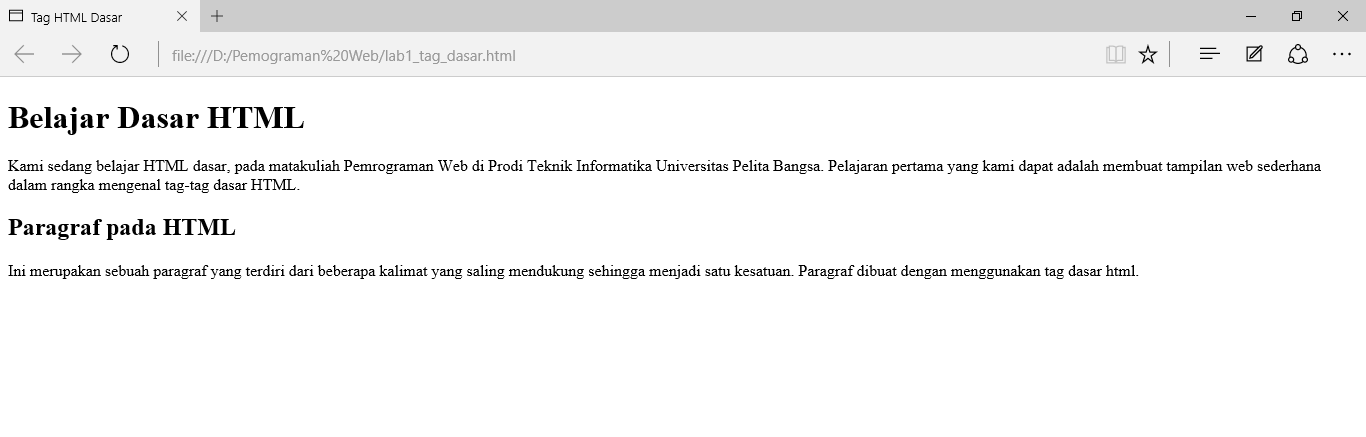 Tag HTML Dasar
file:///D:/Pemograman%20Web/lab1_tag_dasar.html
Belajar Dasar HTML
Kami sedang belajar HTML dasar, pada matakuliah Pemrograman Web di Prodi Teknik Informatika Universitas Pelita Bangsa. Pelajaran pertama yang kami dapat adalah membuat tampilan web sederhana
dalam rangka mengenal tag-tag dasar HTML.
Paragraf pada HTML
Ini merupakan sebuah paragraf yang terdiri dari beberapa kalimat yang saling mendukung sehingga menjadi satu kesatuan. Paragraf dibuat dengan menggunakan tag dasar html.